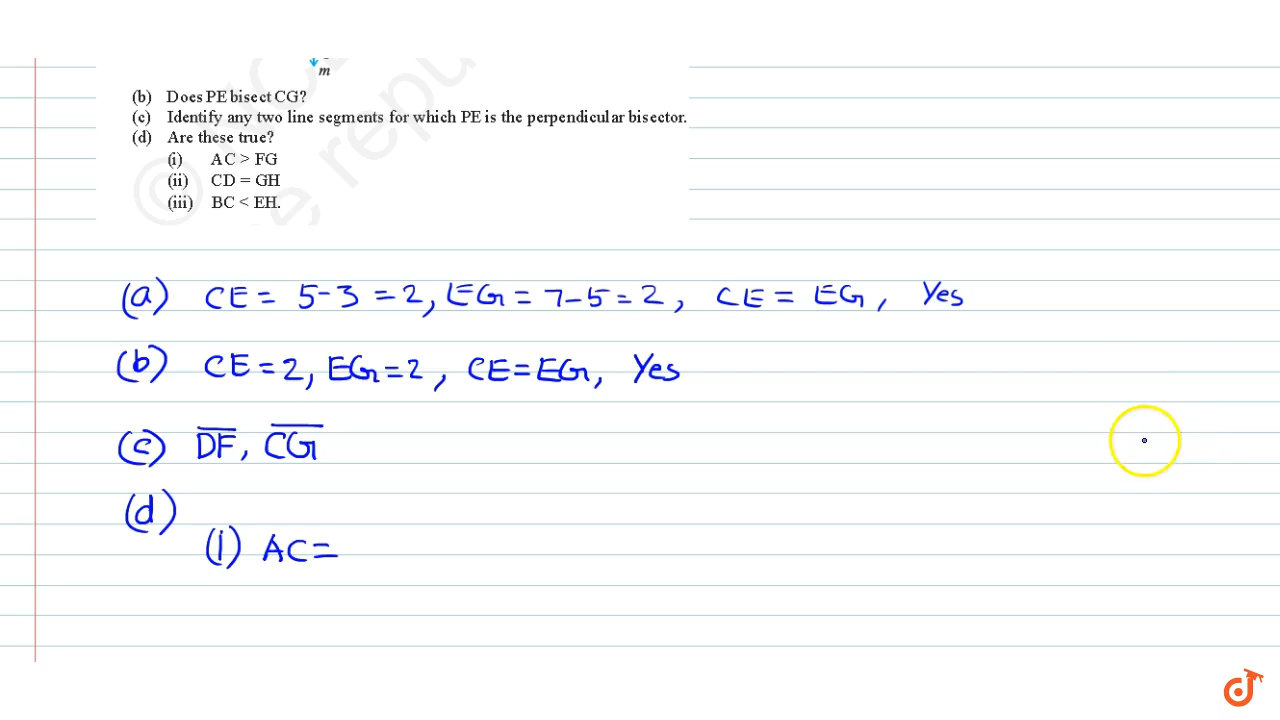 m
(b) Does PE bisect CG?
(c) Identify any two line segments for which PE is the perpendicular bisector.
(d) Are these true?
(i) AC > FG
(ii) CD = GH
(iii) BC < EH.
(a) CE = 5-3 = 2, EG = 7-5 = 2, CE = EG, Yes
(b) CE = 2, EG = 2, CE = EG, Yes
(c) D̅F̅, C̅G̅
(d)
(i) AC =